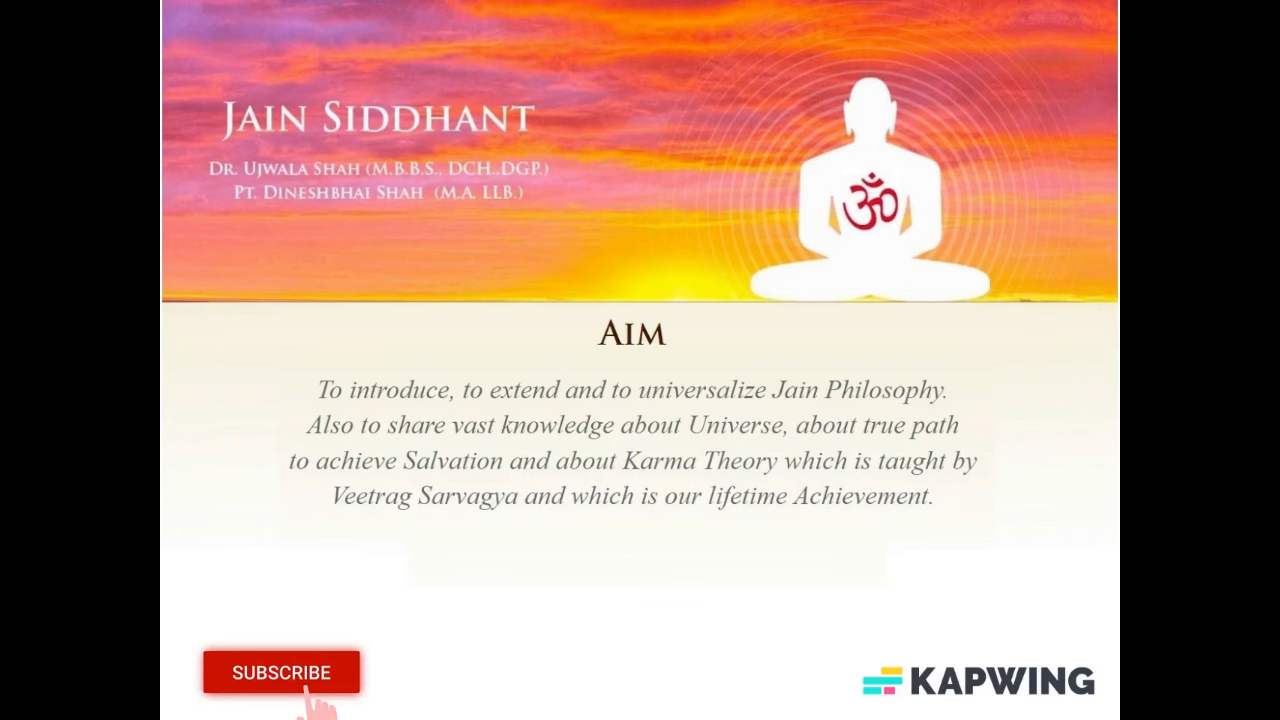 JAIN SIDDHANT
DR. UJWALA SHAH (M.B.B.S., DCH.,DGP.)
PT. DINESHBHAI SHAH (M.A. LLB.)
ॐ
AIM
To introduce, to extend and to universalize Jain Philosophy.
Also to share vast knowledge about Universe, about true path
to achieve Salvation and about Karma Theory which is taught by
Veetrag Sarvagya and which is our lifetime Achievement.
SUBSCRIBE
KAPWING